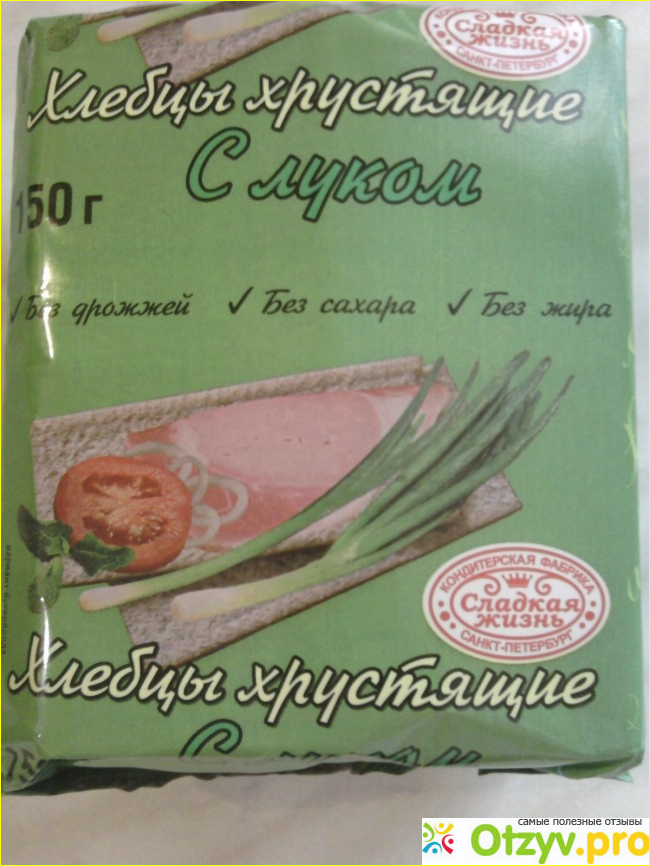 Сладкая
жизнь
САНКТ-ПЕТЕРБУРГ
Хлебцы хрустящие
С луком
150 г
✓ Без дрожжей ✓ Без сахара ✓ Без жира
КОНДИТЕРСКАЯ ФАБРИКА
Сладкая
жизнь
САНКТ-ПЕТЕРБУРГ
Хлебцы хрустящие
С луком
самые полезные отзывы
Otzyv.pro